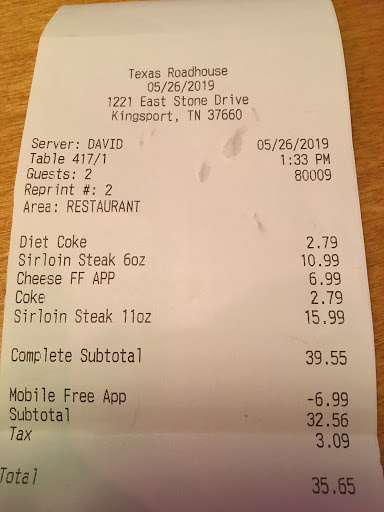 Texas Roadhouse
05/26/2019
1221 East Stone Drive
Kingsport, TN 37660
Server: DAVID 05/26/2019
Table 417/1 1:33 PM
Guests: 2 80009
Reprint #: 2
Area: RESTAURANT
Diet Coke 2.79
Sirloin Steak 6oz 10.99
Cheese FF APP 6.99
Coke 2.79
Sirloin Steak 11oz 15.99
Complete Subtotal 39.55
Mobile Free App -6.99
Subtotal 32.56
Tax 3.09
Total 35.65